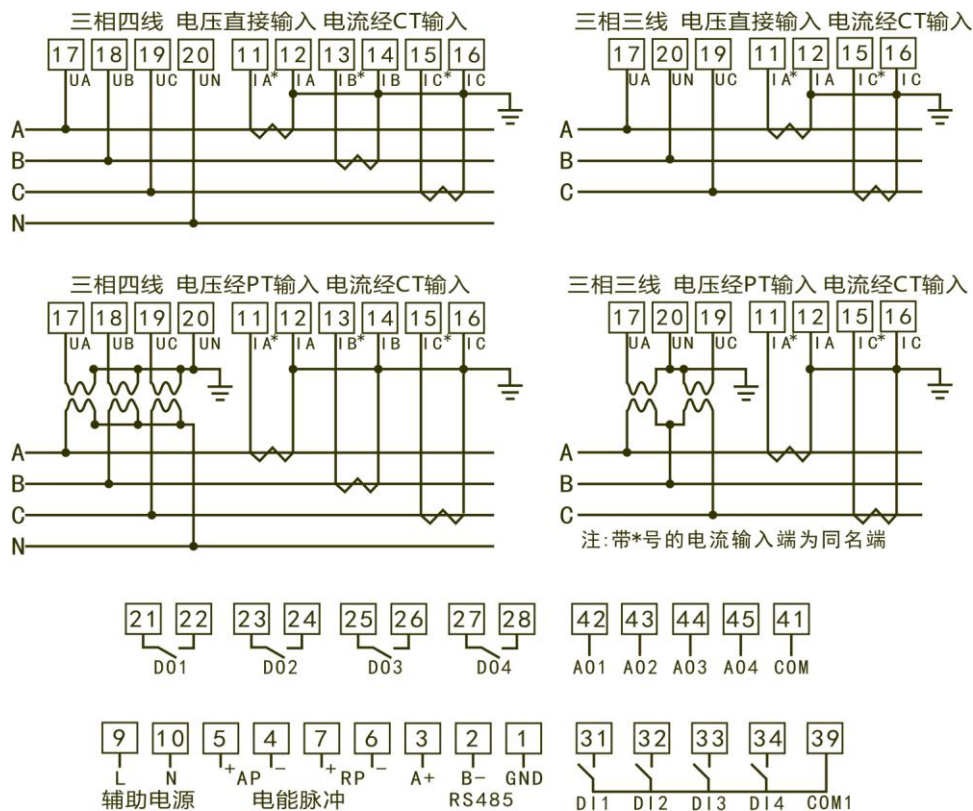 三相四线 电压直接输入 电流经CT输入
17 18 19 20 11 12 13 14 15 16
UA UB UC UN IA* IA IB* IB IC* IC
A
B
C
N
三相三线 电压直接输入 电流经CT输入
17 20 19 11 12 15 16
UA UN UC IA* IA IC* IC
A
B
C
三相四线 电压经PT输入 电流经CT输入
17 18 19 20 11 12 13 14 15 16
UA UB UC UN IA* IA IB* IB IC* IC
A
B
C
N
三相三线 电压经PT输入 电流经CT输入
17 20 19 11 12 15 16
UA UN UC IA* IA IC* IC
A
B
C
注:带*号的电流输入端为同名端
21 22 23 24 25 26 27 28 42 43 44 45 41
DO1 DO2 DO3 DO4 AO1 AO2 AO3 AO4 COM
9 10 5 4 7 6 3 2 1 31 32 33 34 39
L N + AP - + RP - A+ B- GND
辅助电源 电能脉冲 RS485 DI1 DI2 DI3 DI4 COM1